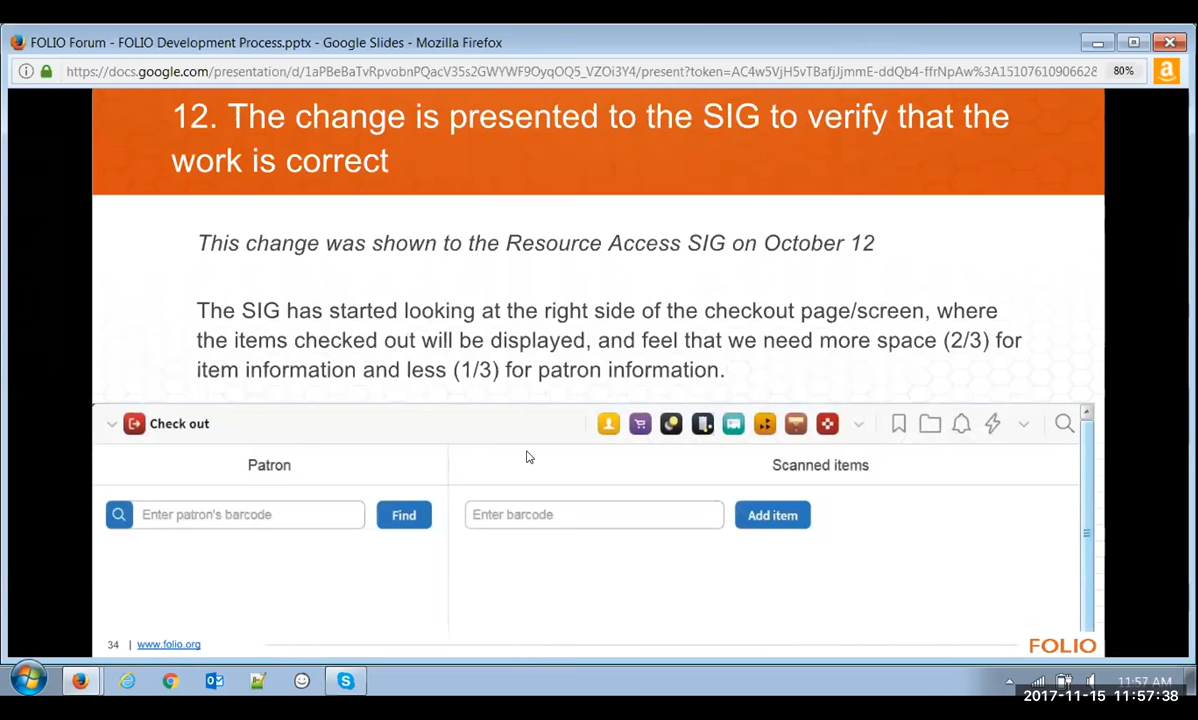 FOLIO Forum - FOLIO Development Process.pptx - Google Slides - Mozilla Firefox
https://docs.google.com/presentation/d/1aPBeBaTvRpvobnPQacV35s2GWYWF9OyqOQ5_VZOi3Y4/present?token=AC4w5VjH5vTBafjJjmmE-ddQb4-ffrNpAw%3A15107610906628 80%
12. The change is presented to the SIG to verify that the
work is correct
This change was shown to the Resource Access SIG on October 12
The SIG has started looking at the right side of the checkout page/screen, where
the items checked out will be displayed, and feel that we need more space (2/3) for
item information and less (1/3) for patron information.
Check out
Patron Scanned items
Enter patron's barcode Find Enter barcode Add item
34 | www.folio.org FOLIO
11:57 AM
2017-11-15 11:57:38